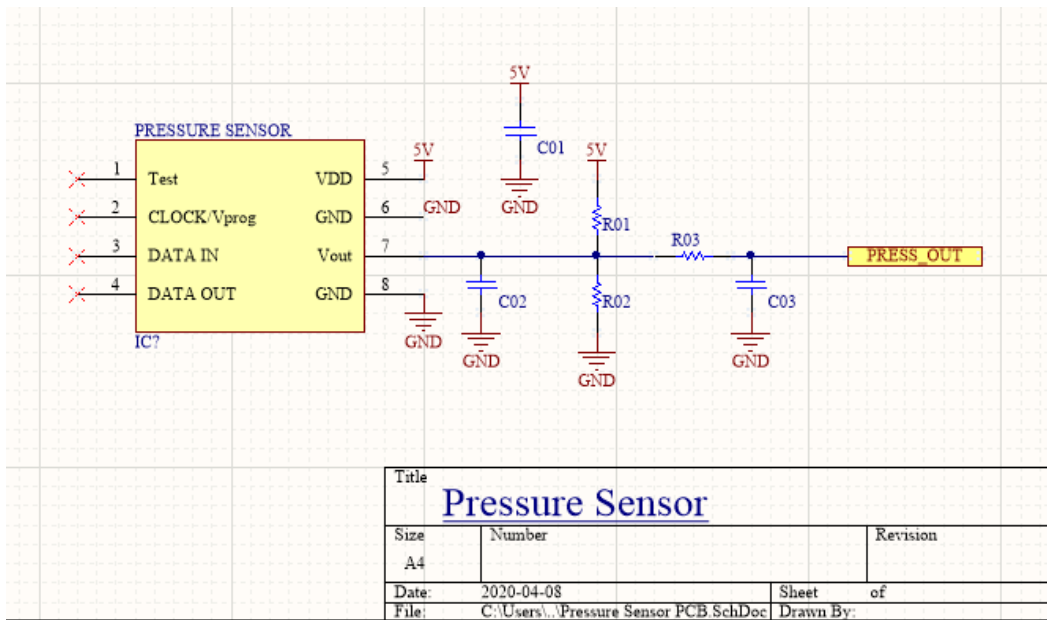 5V
C01
GND
PRESSURE SENSOR
1 Test
2 CLOCK/Vprog
3 DATA IN
4 DATA OUT
VDD 5
GND 6
Vout 7
GND 8
IC?
5V
GND
GND
C02
GND
5V
R01
R02
GND
R03
C03
GND
PRESS_OUT
Title
Pressure Sensor
Size
A4
Number
Revision
Date: 2020-04-08
Sheet of
File: C:\Users\..\Pressure Sensor PCB.SchDoc
Drawn By: